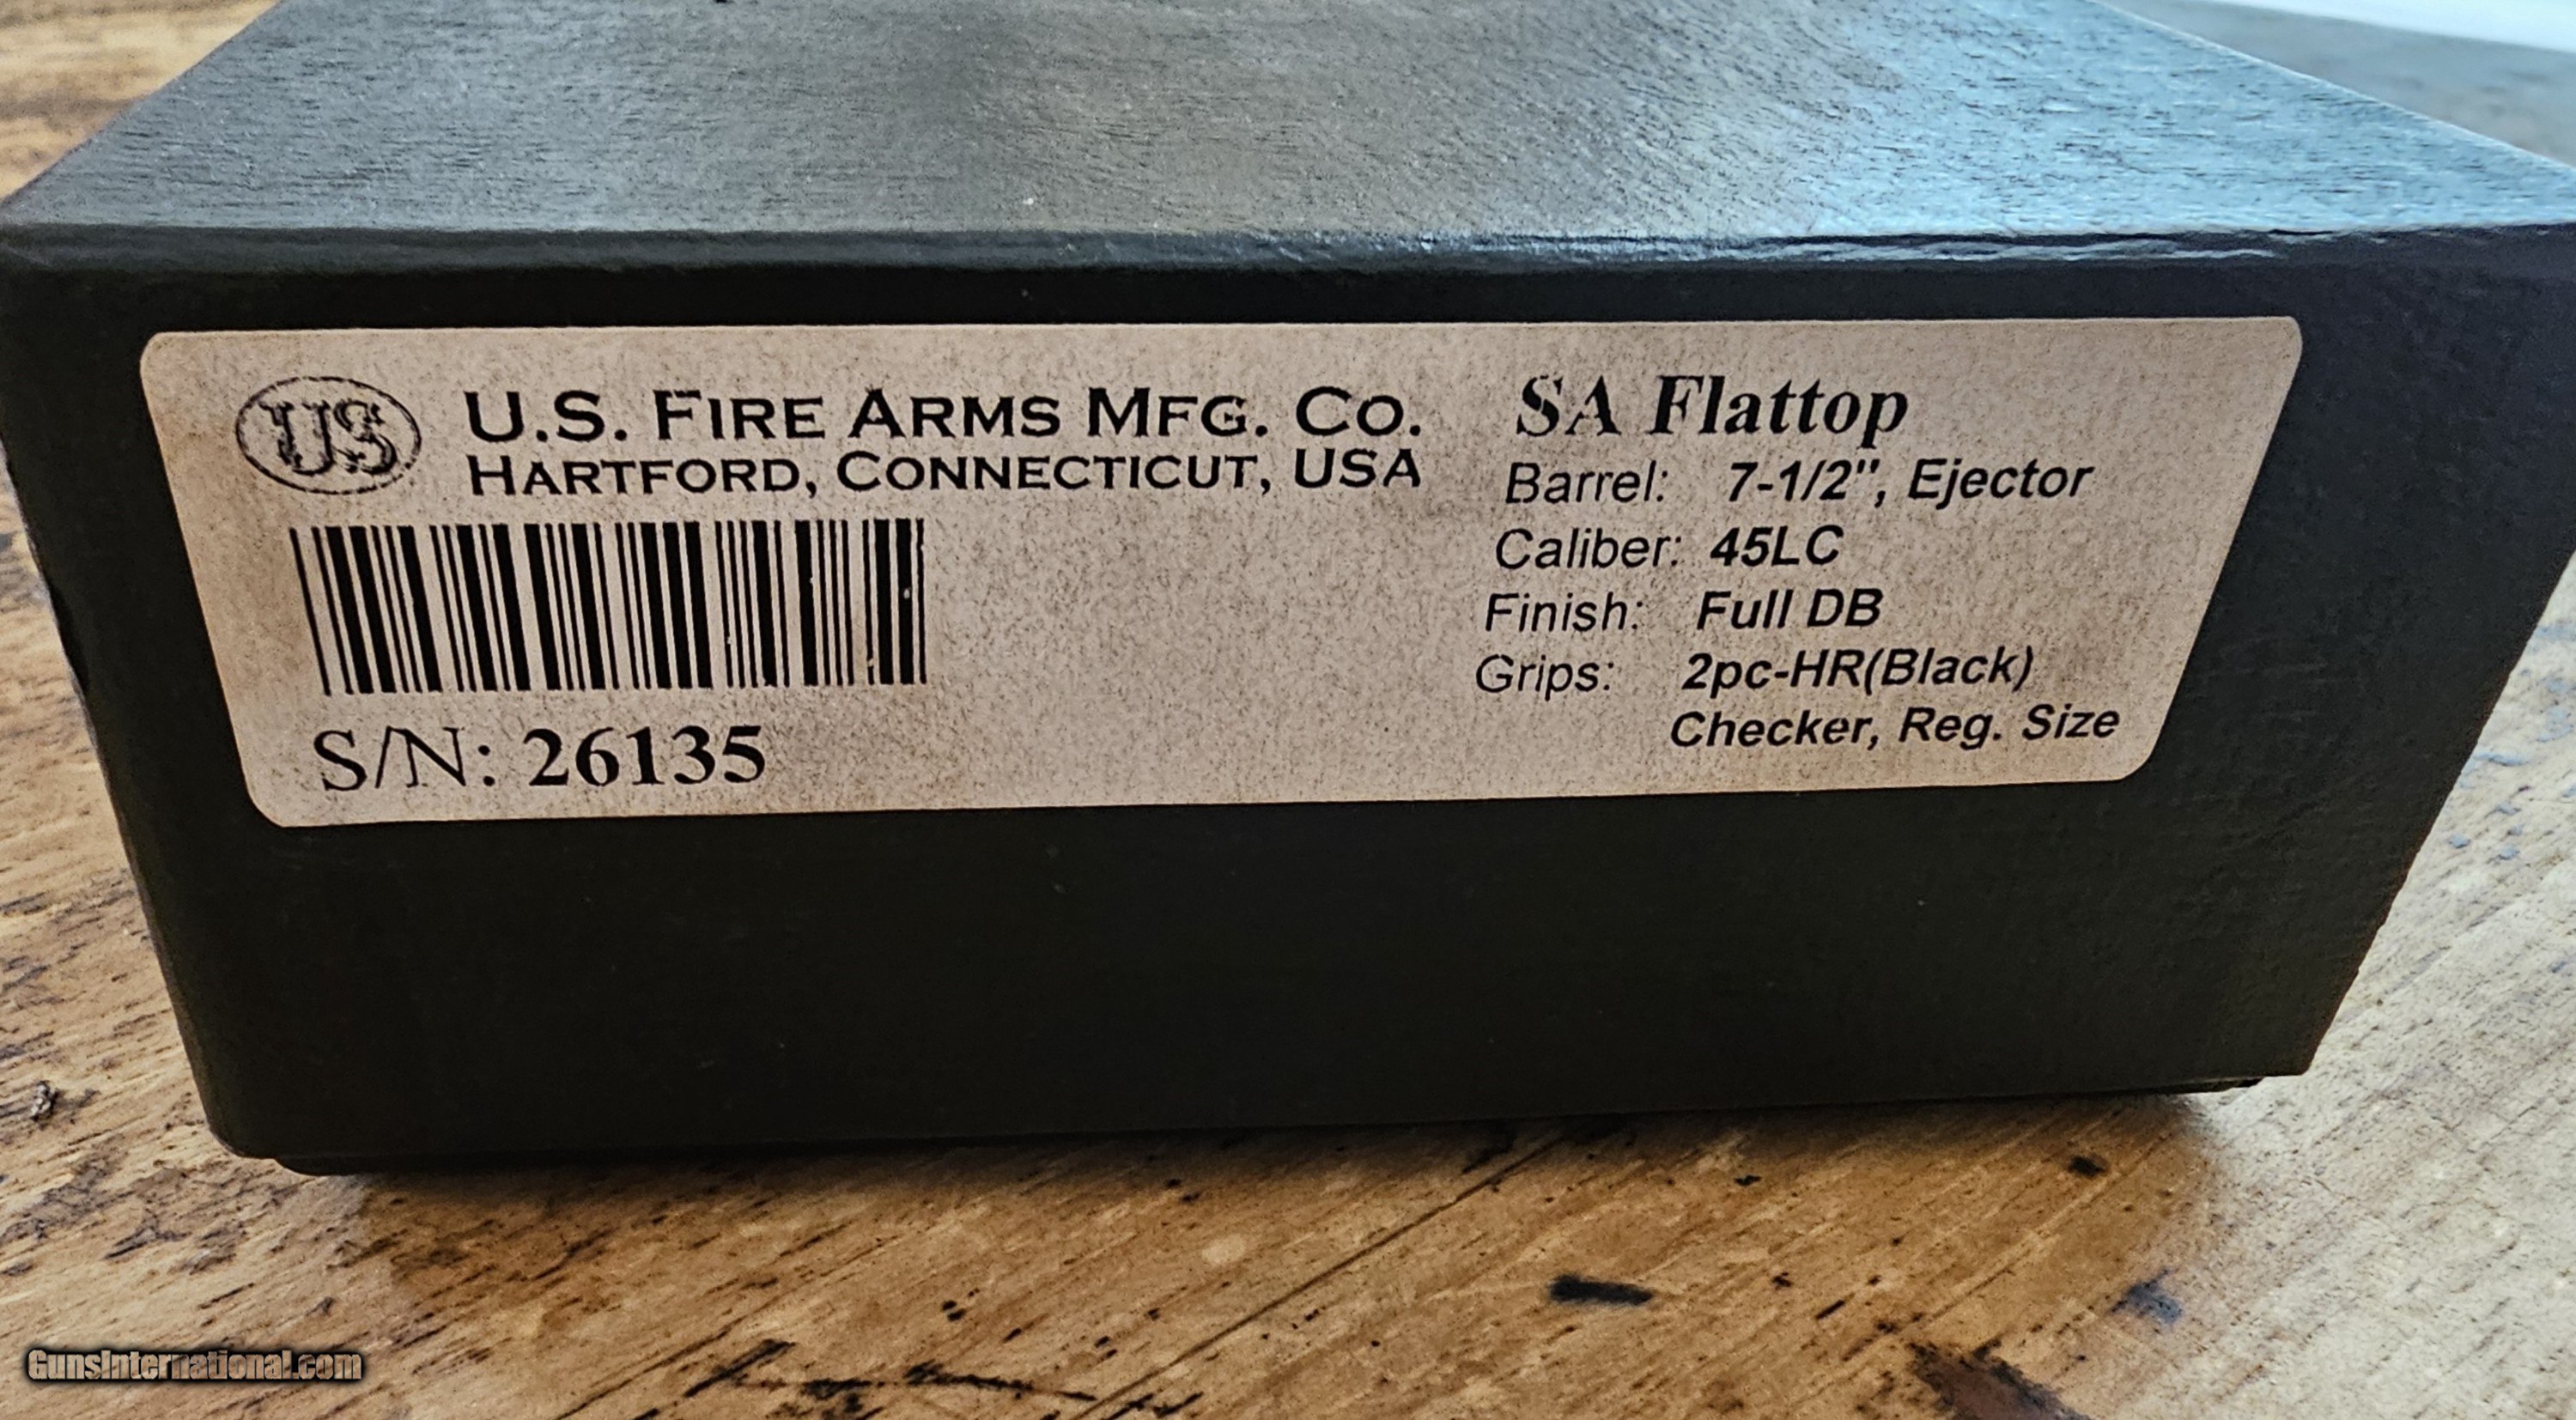 US
U.S. FIRE ARMS MFG. CO.
HARTFORD, CONNECTICUT, USA
S/N: 26135
SA Flattop
Barrel: 7-1/2", Ejector
Caliber: 45LC
Finish: Full DB
Grips: 2pc-HR(Black)
Checker, Reg. Size
GunsInternational.com